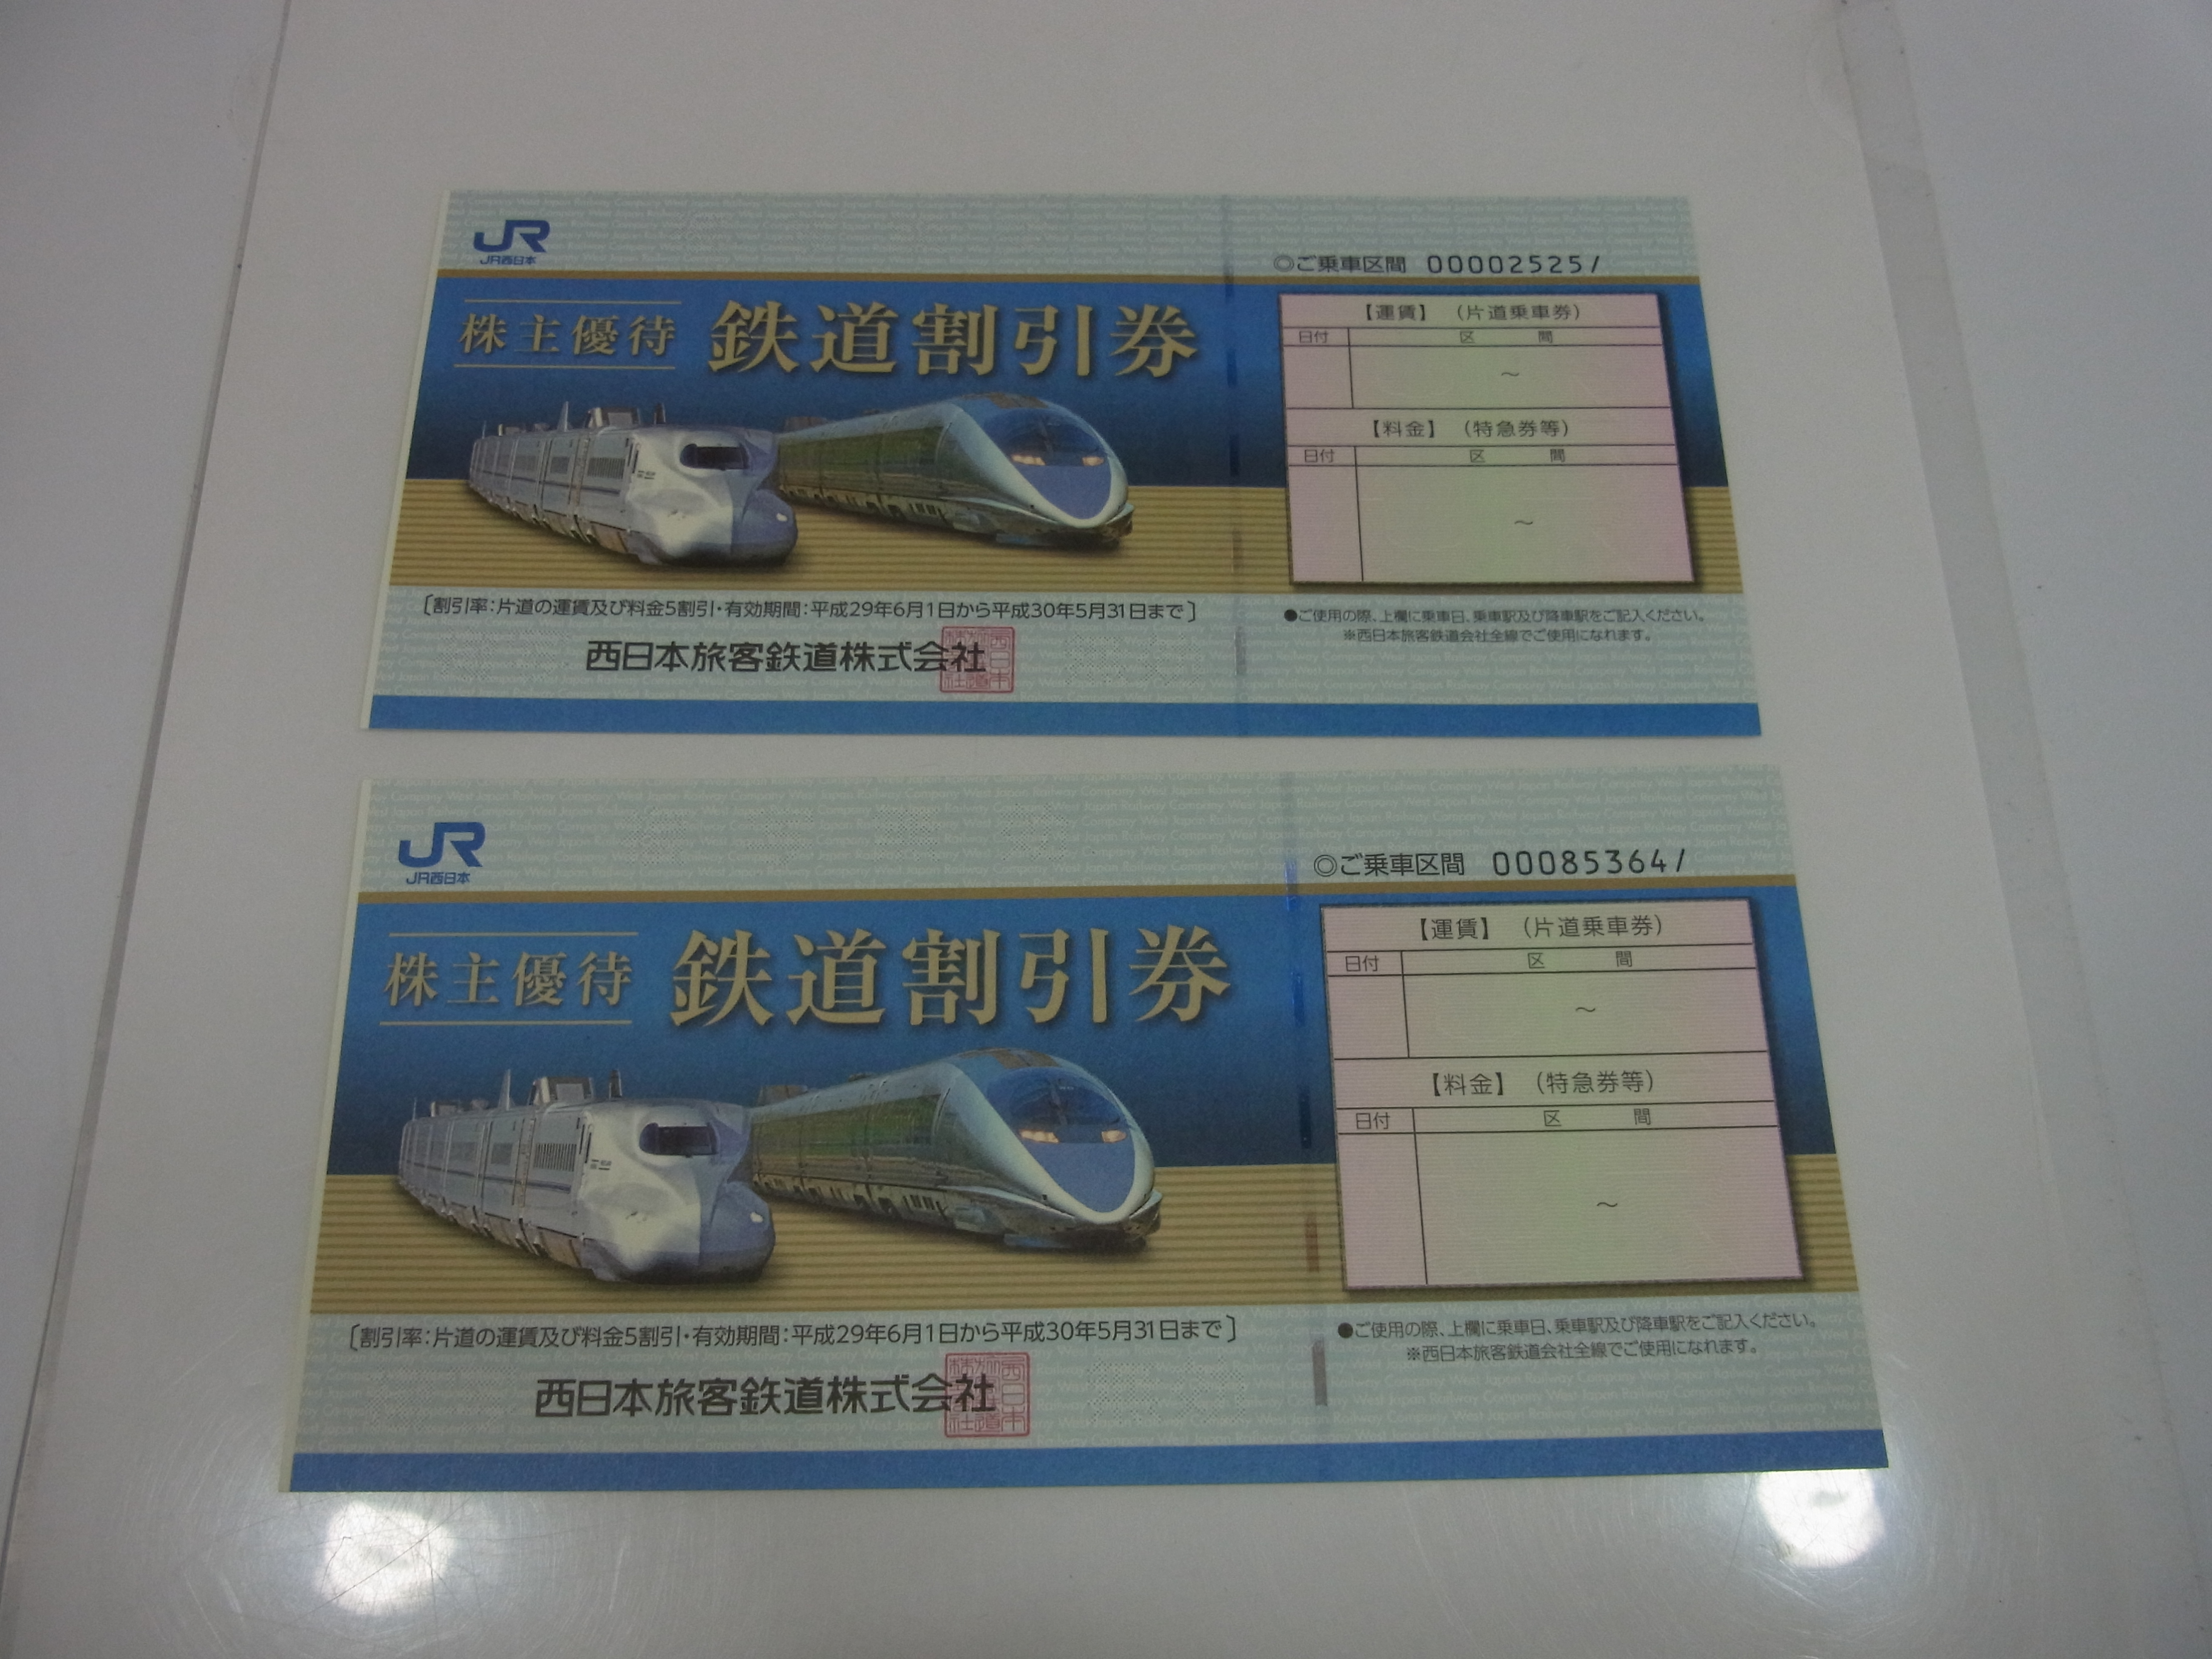 JR
JR西日本
◎ご乗車区間 00002525/
株主優待 鉄道割引券
【運賃】（片道乗車券）
日付 区間
～
【料金】（特急券等）
日付 区間
～
〔割引率：片道の運賃及び料金5割引・有効期間：平成29年6月1日から平成30年5月31日まで〕
西日本旅客鉄道株式会社
●ご使用の際、上欄に乗車日、乗車駅及び降車駅をご記入ください。
※西日本旅客鉄道会社全線でご使用になれます。
JR
JR西日本
◎ご乗車区間 00085364/
株主優待 鉄道割引券
【運賃】（片道乗車券）
日付 区間
～
【料金】（特急券等）
日付 区間
～
〔割引率：片道の運賃及び料金5割引・有効期間：平成29年6月1日から平成30年5月31日まで〕
西日本旅客鉄道株式会社
●ご使用の際、上欄に乗車日、乗車駅及び降車駅をご記入ください。
※西日本旅客鉄道会社全線でご使用になれます。